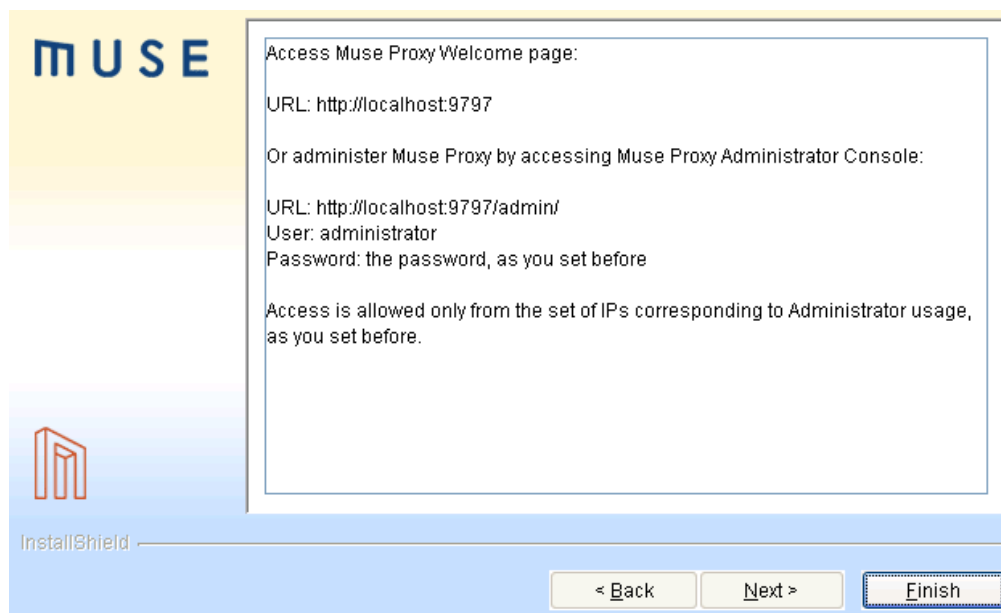 MUSE
Access Muse Proxy Welcome page:
URL: http://localhost:9797
Or administer Muse Proxy by accessing Muse Proxy Administrator Console:
URL: http://localhost:9797/admin/
User: administrator
Password: the password, as you set before
Access is allowed only from the set of IPs corresponding to Administrator usage,
as you set before.
InstallShield
< Back
Next >
Finish